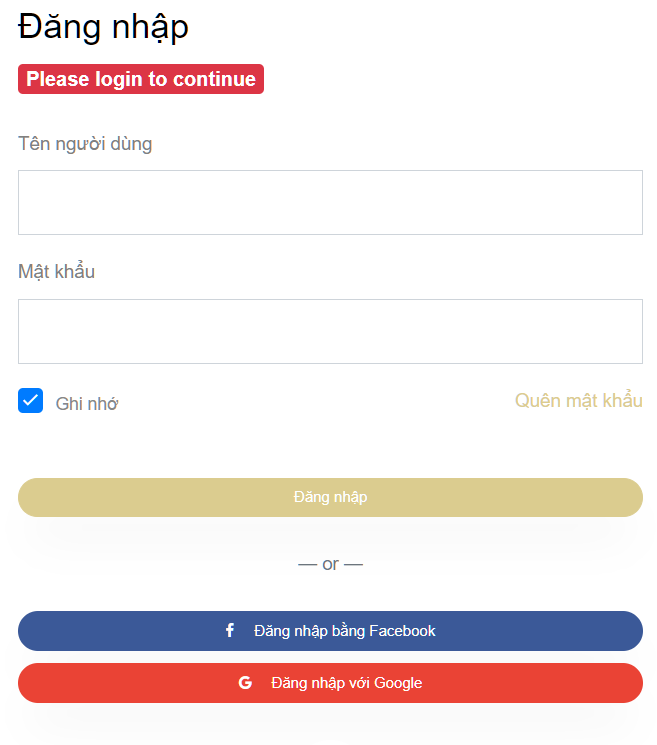 Đăng nhập
Please login to continue
Tên người dùng
Mật khẩu
Ghi nhớ
Quên mật khẩu
Đăng nhập
— or —
Đăng nhập bằng Facebook
Đăng nhập với Google